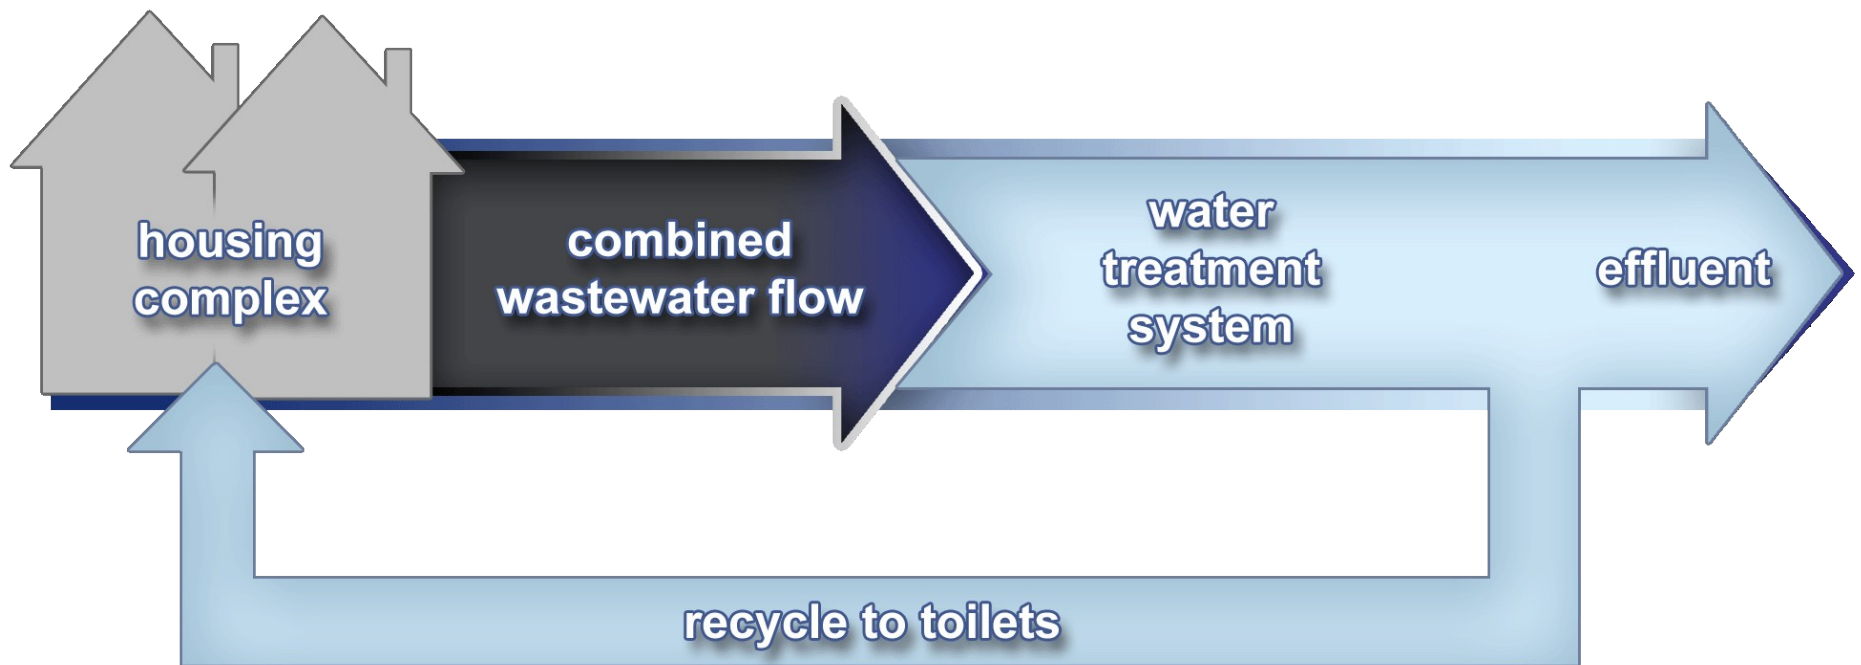 housing
complex
combined
wastewater flow
water
treatment
system
effluent
recycle to toilets